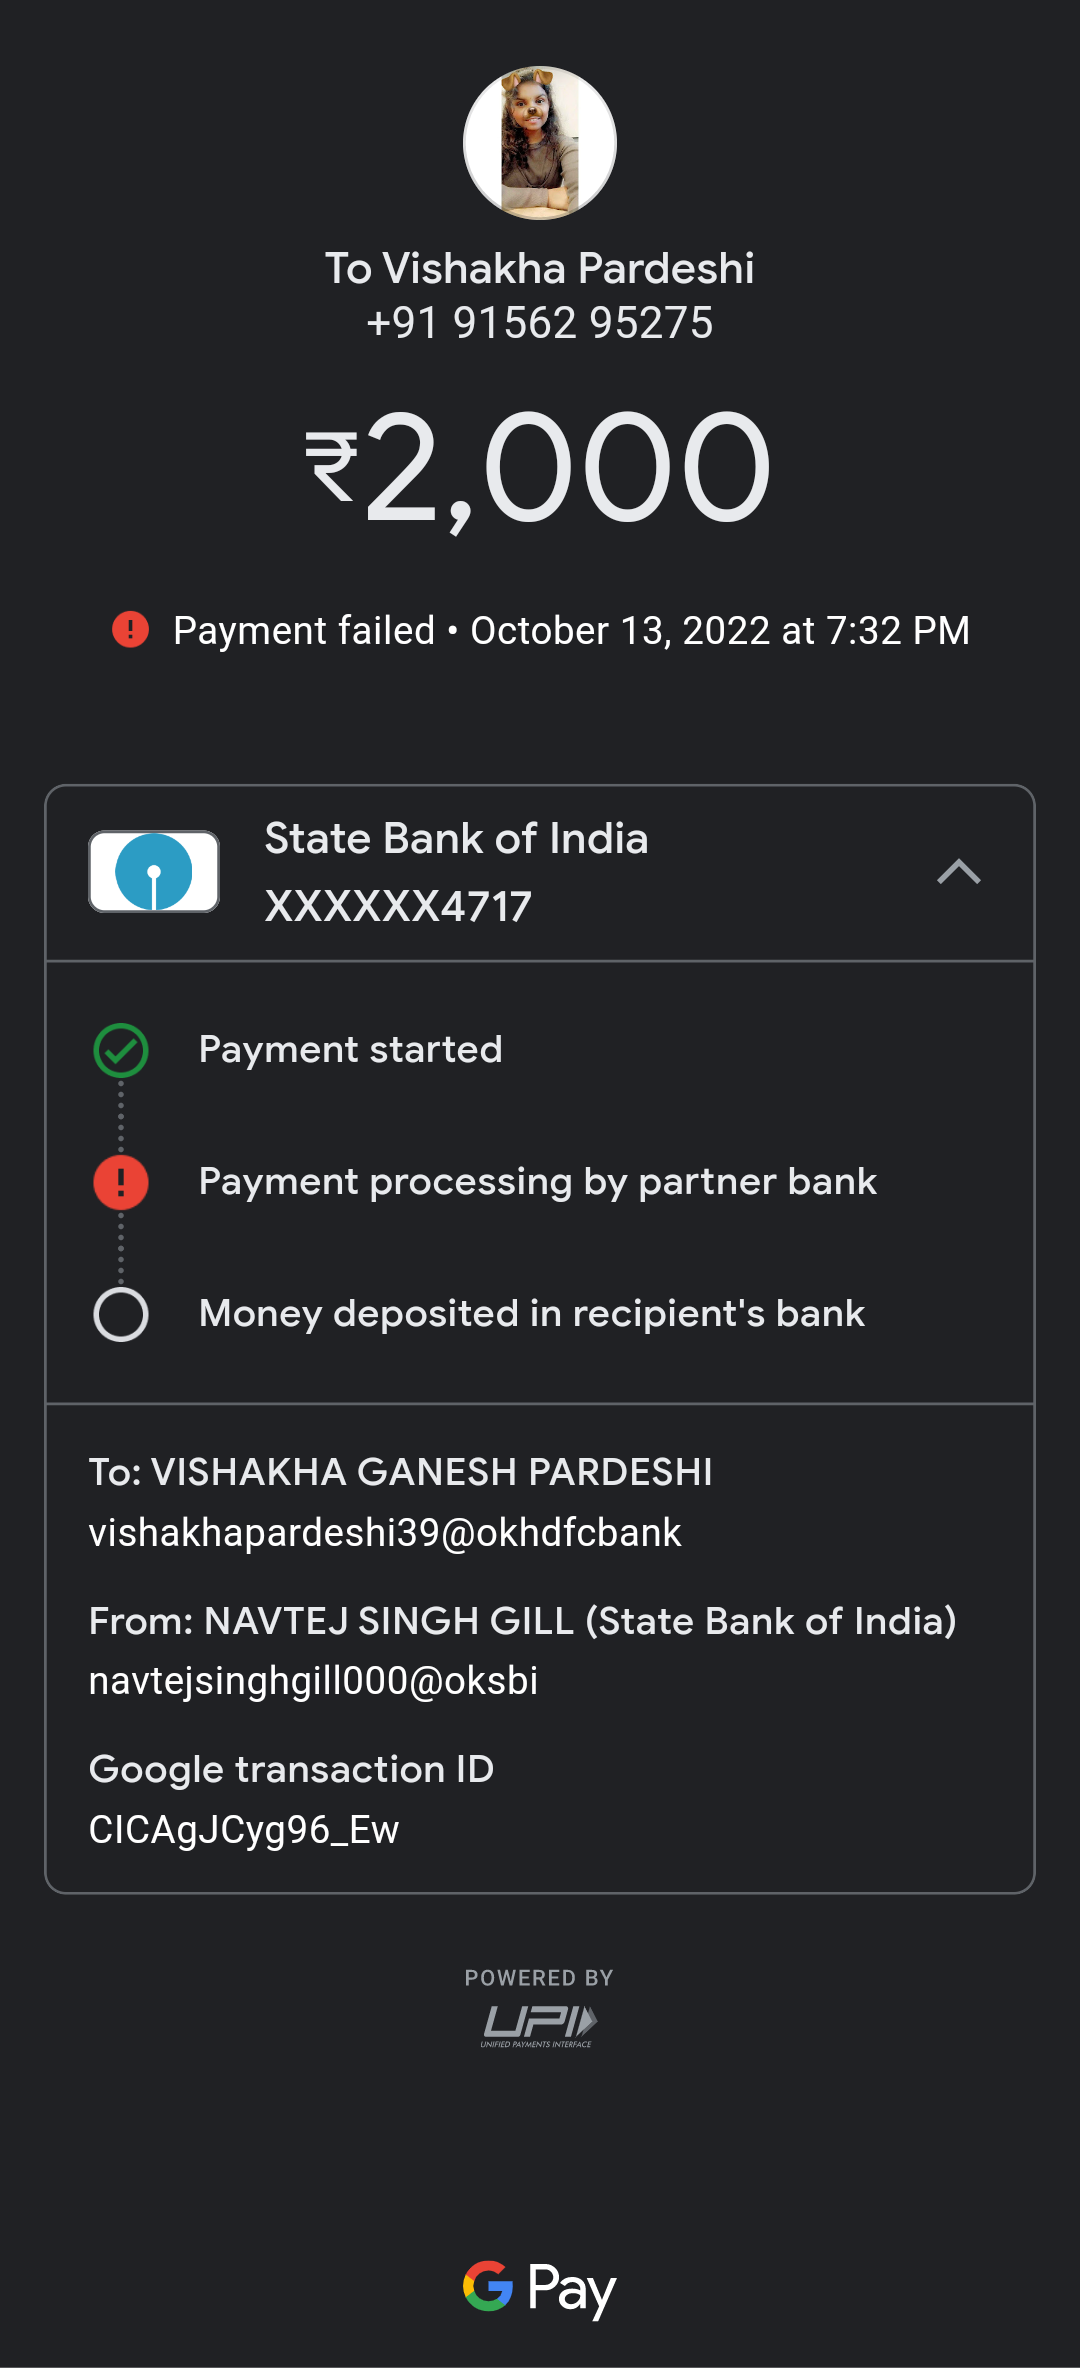 To Vishakha Pardeshi
+91 91562 95275
₹2,000
Payment failed • October 13, 2022 at 7:32 PM
State Bank of India
XXXXXX4717
Payment started
Payment processing by partner bank
Money deposited in recipient's bank
To: VISHAKHA GANESH PARDESHI
vishakhapardeshi39@okhdfcbank
From: NAVTEJ SINGH GILL (State Bank of India)
navtejsinghgill000@oksbi
Google transaction ID
CICAgJCyg96_Ew
POWERED BY
UPI
UNIFIED PAYMENTS INTERFACE
G Pay